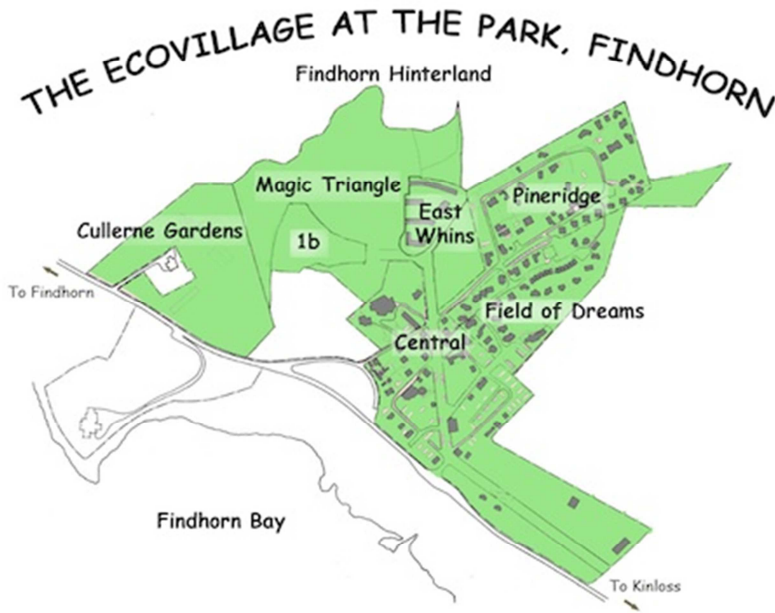 THE ECOVILLAGE AT THE PARK, FINDHORN
Findhorn Hinterland
Magic Triangle
Pineridge
East
Whins
Cullerne Gardens
1b
To Findhorn
Field of Dreams
Central
Findhorn Bay
To Kinloss